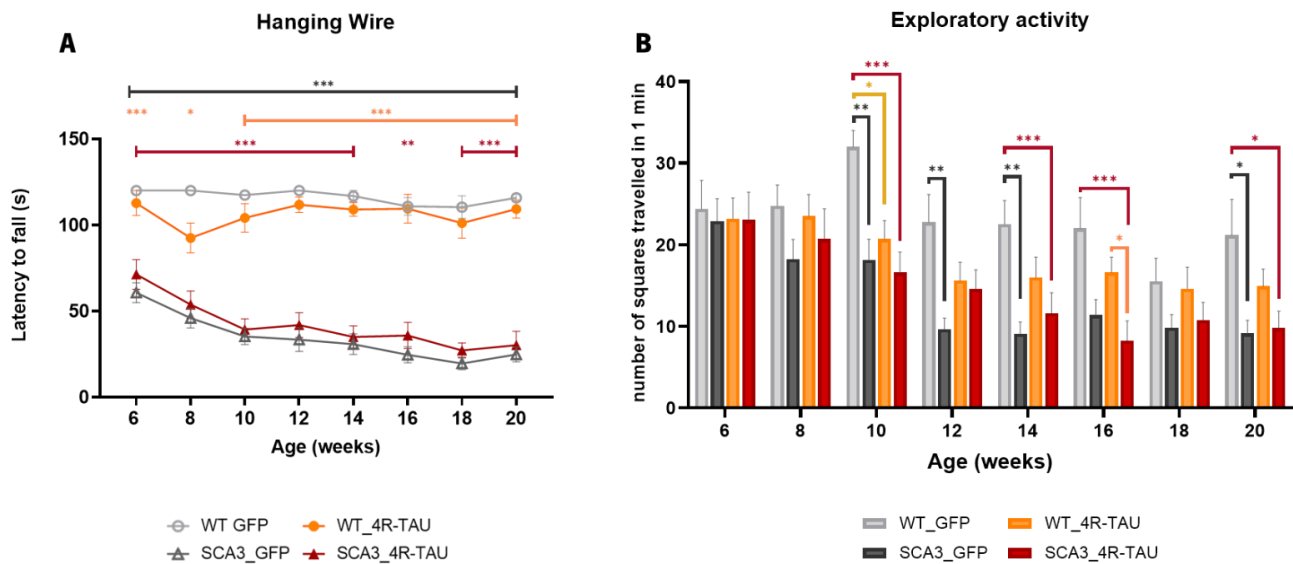 Hanging Wire
A
***
*** * ***
*** ** ***
Latency to fall (s)
150
100
50
0
6 8 10 12 14 16 18 20
Age (weeks)
WT GFP WT_4R-TAU
SCA3_GFP SCA3_4R-TAU
Exploratory activity
B
number of squares travelled in 1 min
40
30
20
10
0
***
*
**
**
***
**
***
*
*
*
6 8 10 12 14 16 18 20
Age (weeks)
WT_GFP WT_4R-TAU
SCA3_GFP SCA3_4R-TAU